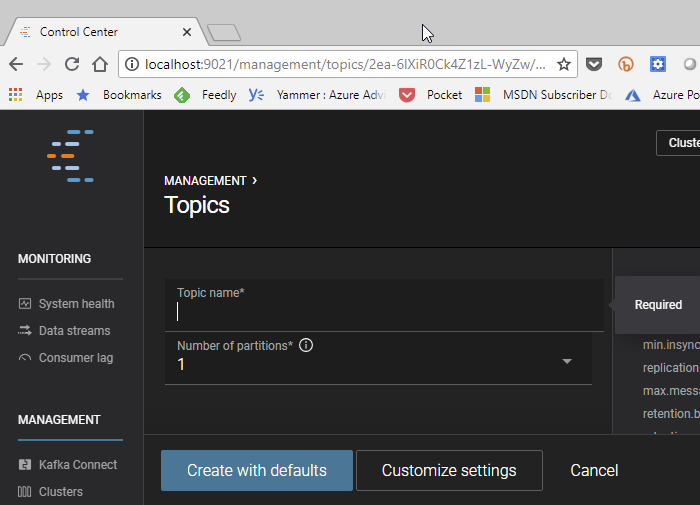 Control Center
localhost:9021/management/topics/2ea-6lXiR0Ck4Z1zL-WyZw/...
Apps Bookmarks Feedly Yammer : Azure Advi Pocket MSDN Subscriber Do Azure Po
Cluste
MANAGEMENT ›
Topics
MONITORING
System health
Data streams
Consumer lag
MANAGEMENT
Kafka Connect
Clusters
Topic name*
Required
Number of partitions*
1
min.insync
replication
max.messa
retention.b
Create with defaults Customize settings Cancel